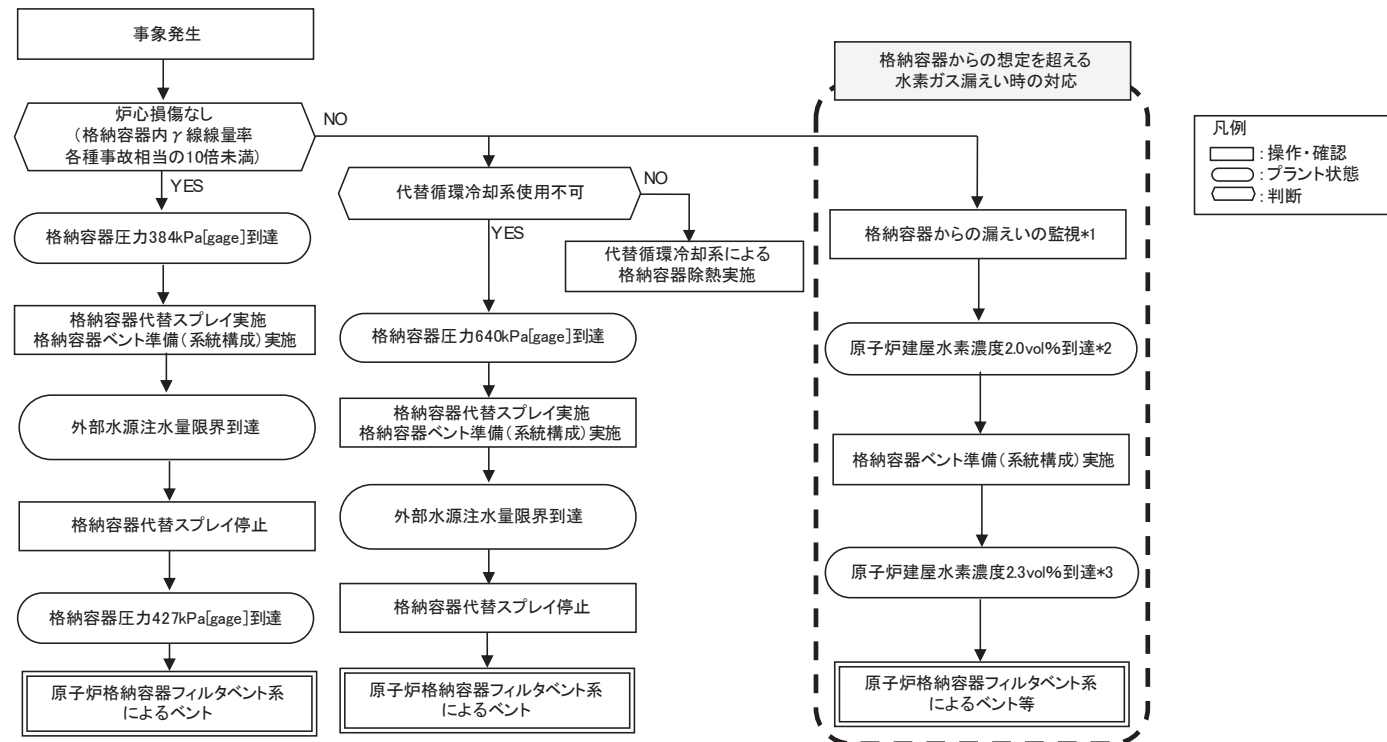 事象発生
炉心損傷なし
（格納容器内γ線線量率
各種事故相当の10倍未満）
NO
YES
格納容器圧力384kPa[gage]到達
格納容器代替スプレイ実施
格納容器ベント準備（系統構成）実施
外部水源注水量限界到達
格納容器代替スプレイ停止
格納容器圧力427kPa[gage]到達
原子炉格納容器フィルタベント系
によるベント
代替循環冷却系使用不可
NO
YES
代替循環冷却系による
格納容器除熱実施
格納容器圧力640kPa[gage]到達
格納容器代替スプレイ実施
格納容器ベント準備（系統構成）実施
外部水源注水量限界到達
格納容器代替スプレイ停止
原子炉格納容器フィルタベント系
によるベント
格納容器からの想定を超える
水素ガス漏えい時の対応
格納容器からの漏えいの監視*1
原子炉建屋水素濃度2.0vol%到達*2
格納容器ベント準備（系統構成）実施
原子炉建屋水素濃度2.3vol%到達*3
原子炉格納容器フィルタベント系
によるベント等
凡例
：操作・確認
：プラント状態
：判断